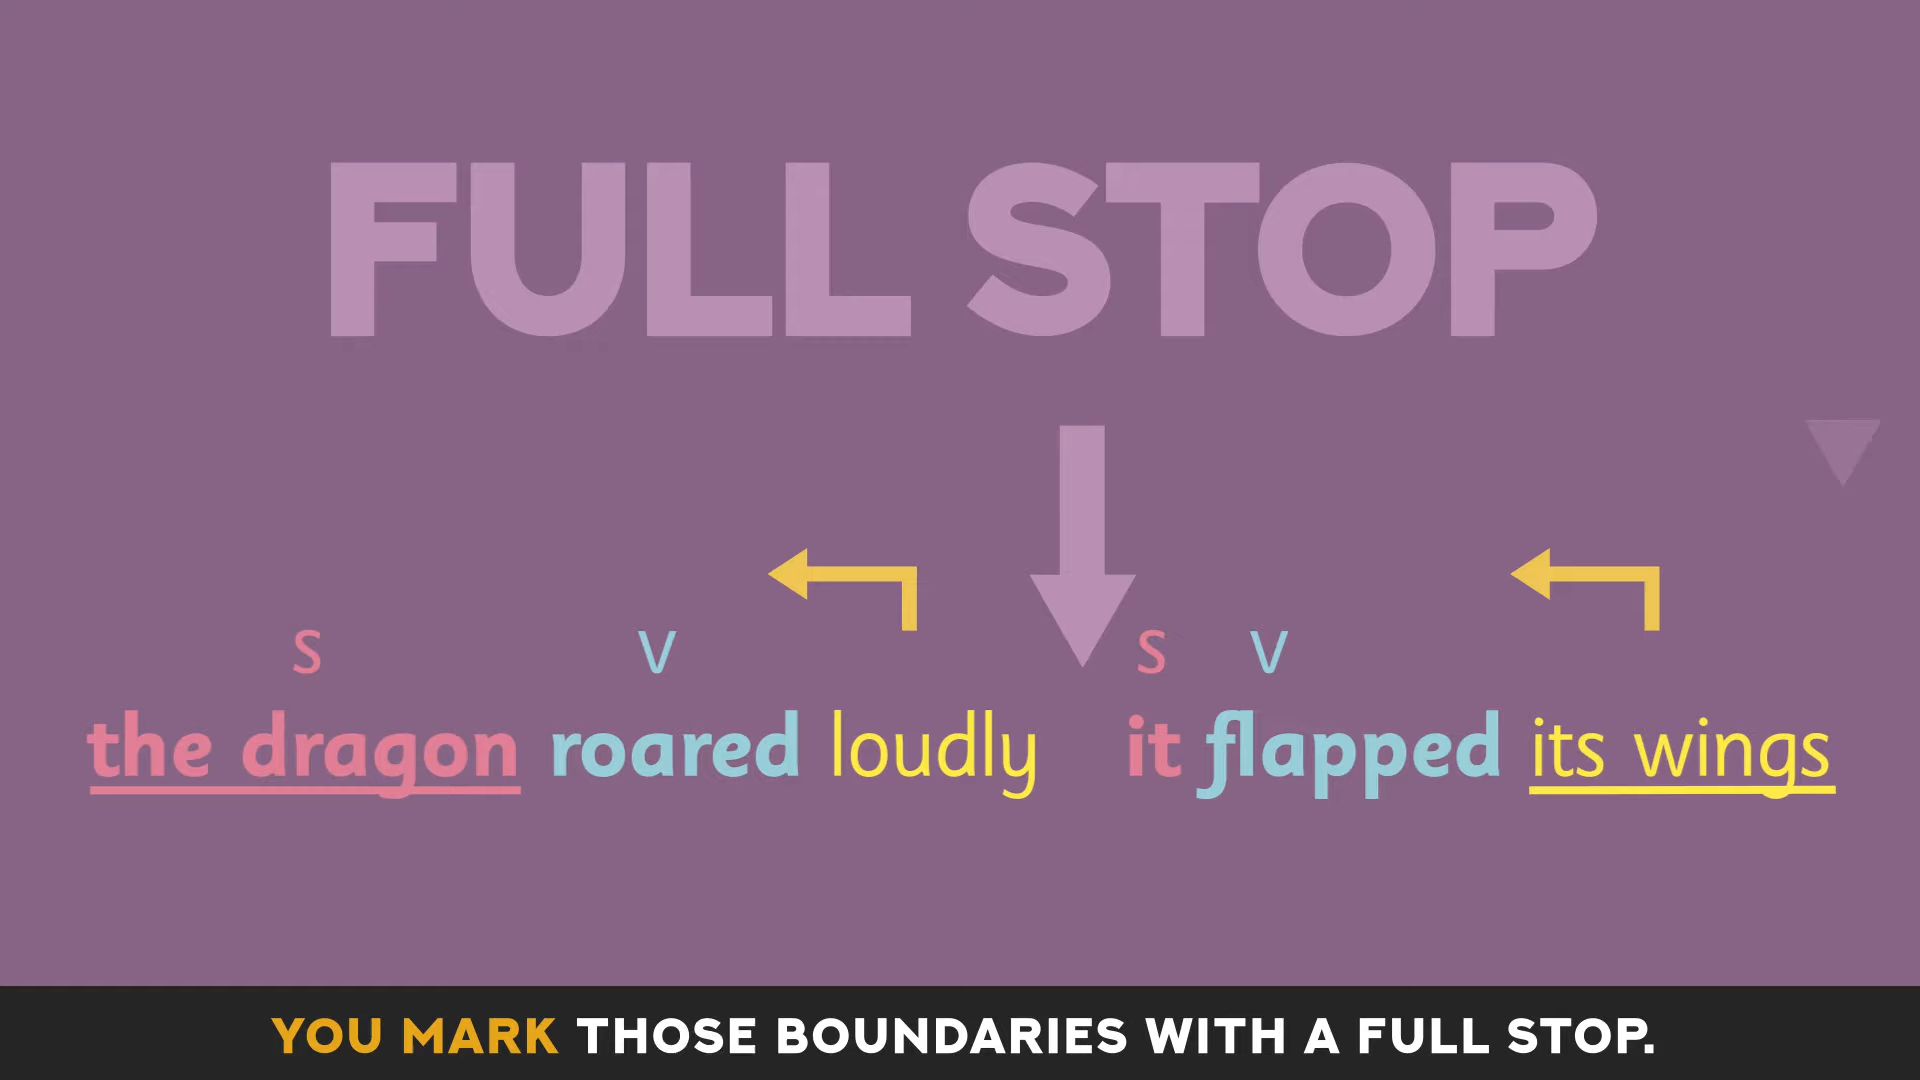 FULL STOP
S V S V
the dragon roared loudly it flapped its wings
YOU MARK THOSE BOUNDARIES WITH A FULL STOP.